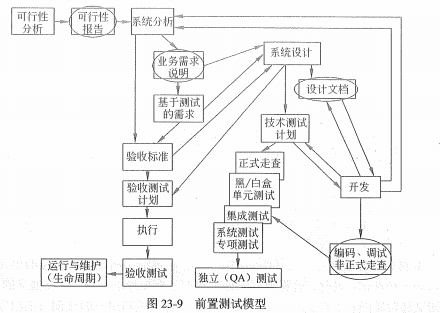 可行性
分析
可行性
报告
系统分析
业务需求
说明
系统设计
设计文档
基于测试
的需求
技术测试
计划
验收标准
正式走查
验收测试
计划
黑/白盒
单元测试
开发
执行
集成测试
系统测试
专项测试
编码、调试
非正式走查
运行与维护
(生命周期)
验收测试
独立(QA)测试
图 23-9 前置测试模型